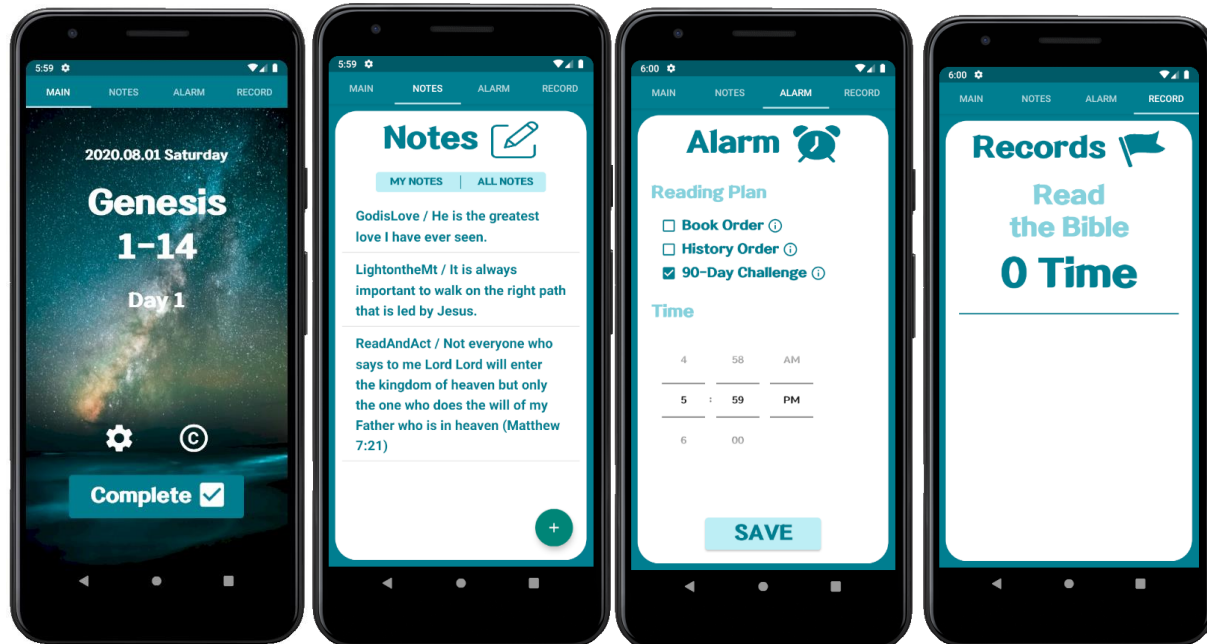 5:59
MAIN NOTES ALARM RECORD
2020.08.01 Saturday
Genesis
1-14
Day 1
C
Complete
5:59
MAIN NOTES ALARM RECORD
Notes
MY NOTES | ALL NOTES
GodisLove / He is the greatest
love I have ever seen.
LightontheMt / It is always
important to walk on the right path
that is led by Jesus.
ReadAndAct / Not everyone who
says to me Lord Lord will enter
the kingdom of heaven but only
the one who does the will of my
Father who is in heaven (Matthew
7:21)
+
6:00
MAIN NOTES ALARM RECORD
Alarm
Reading Plan
Book Order
History Order
90-Day Challenge
Time
4 58 AM
5 : 59 PM
6 00
SAVE
6:00
MAIN NOTES ALARM RECORD
Records
Read
the Bible
0 Time